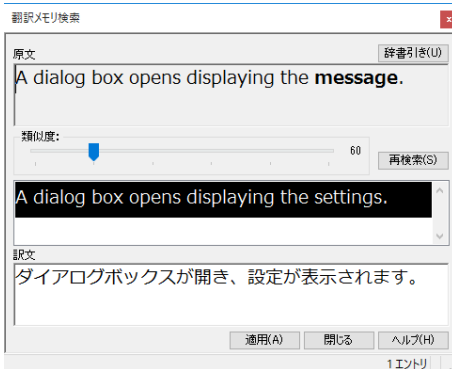 翻訳メモリ検索
原文
辞書引き(U)
A dialog box opens displaying the message.
類似度:
60
再検索(S)
A dialog box opens displaying the settings.
訳文
ダイアログボックスが開き、設定が表示されます。
適用(A) 閉じる ヘルプ(H)
1 エントリ